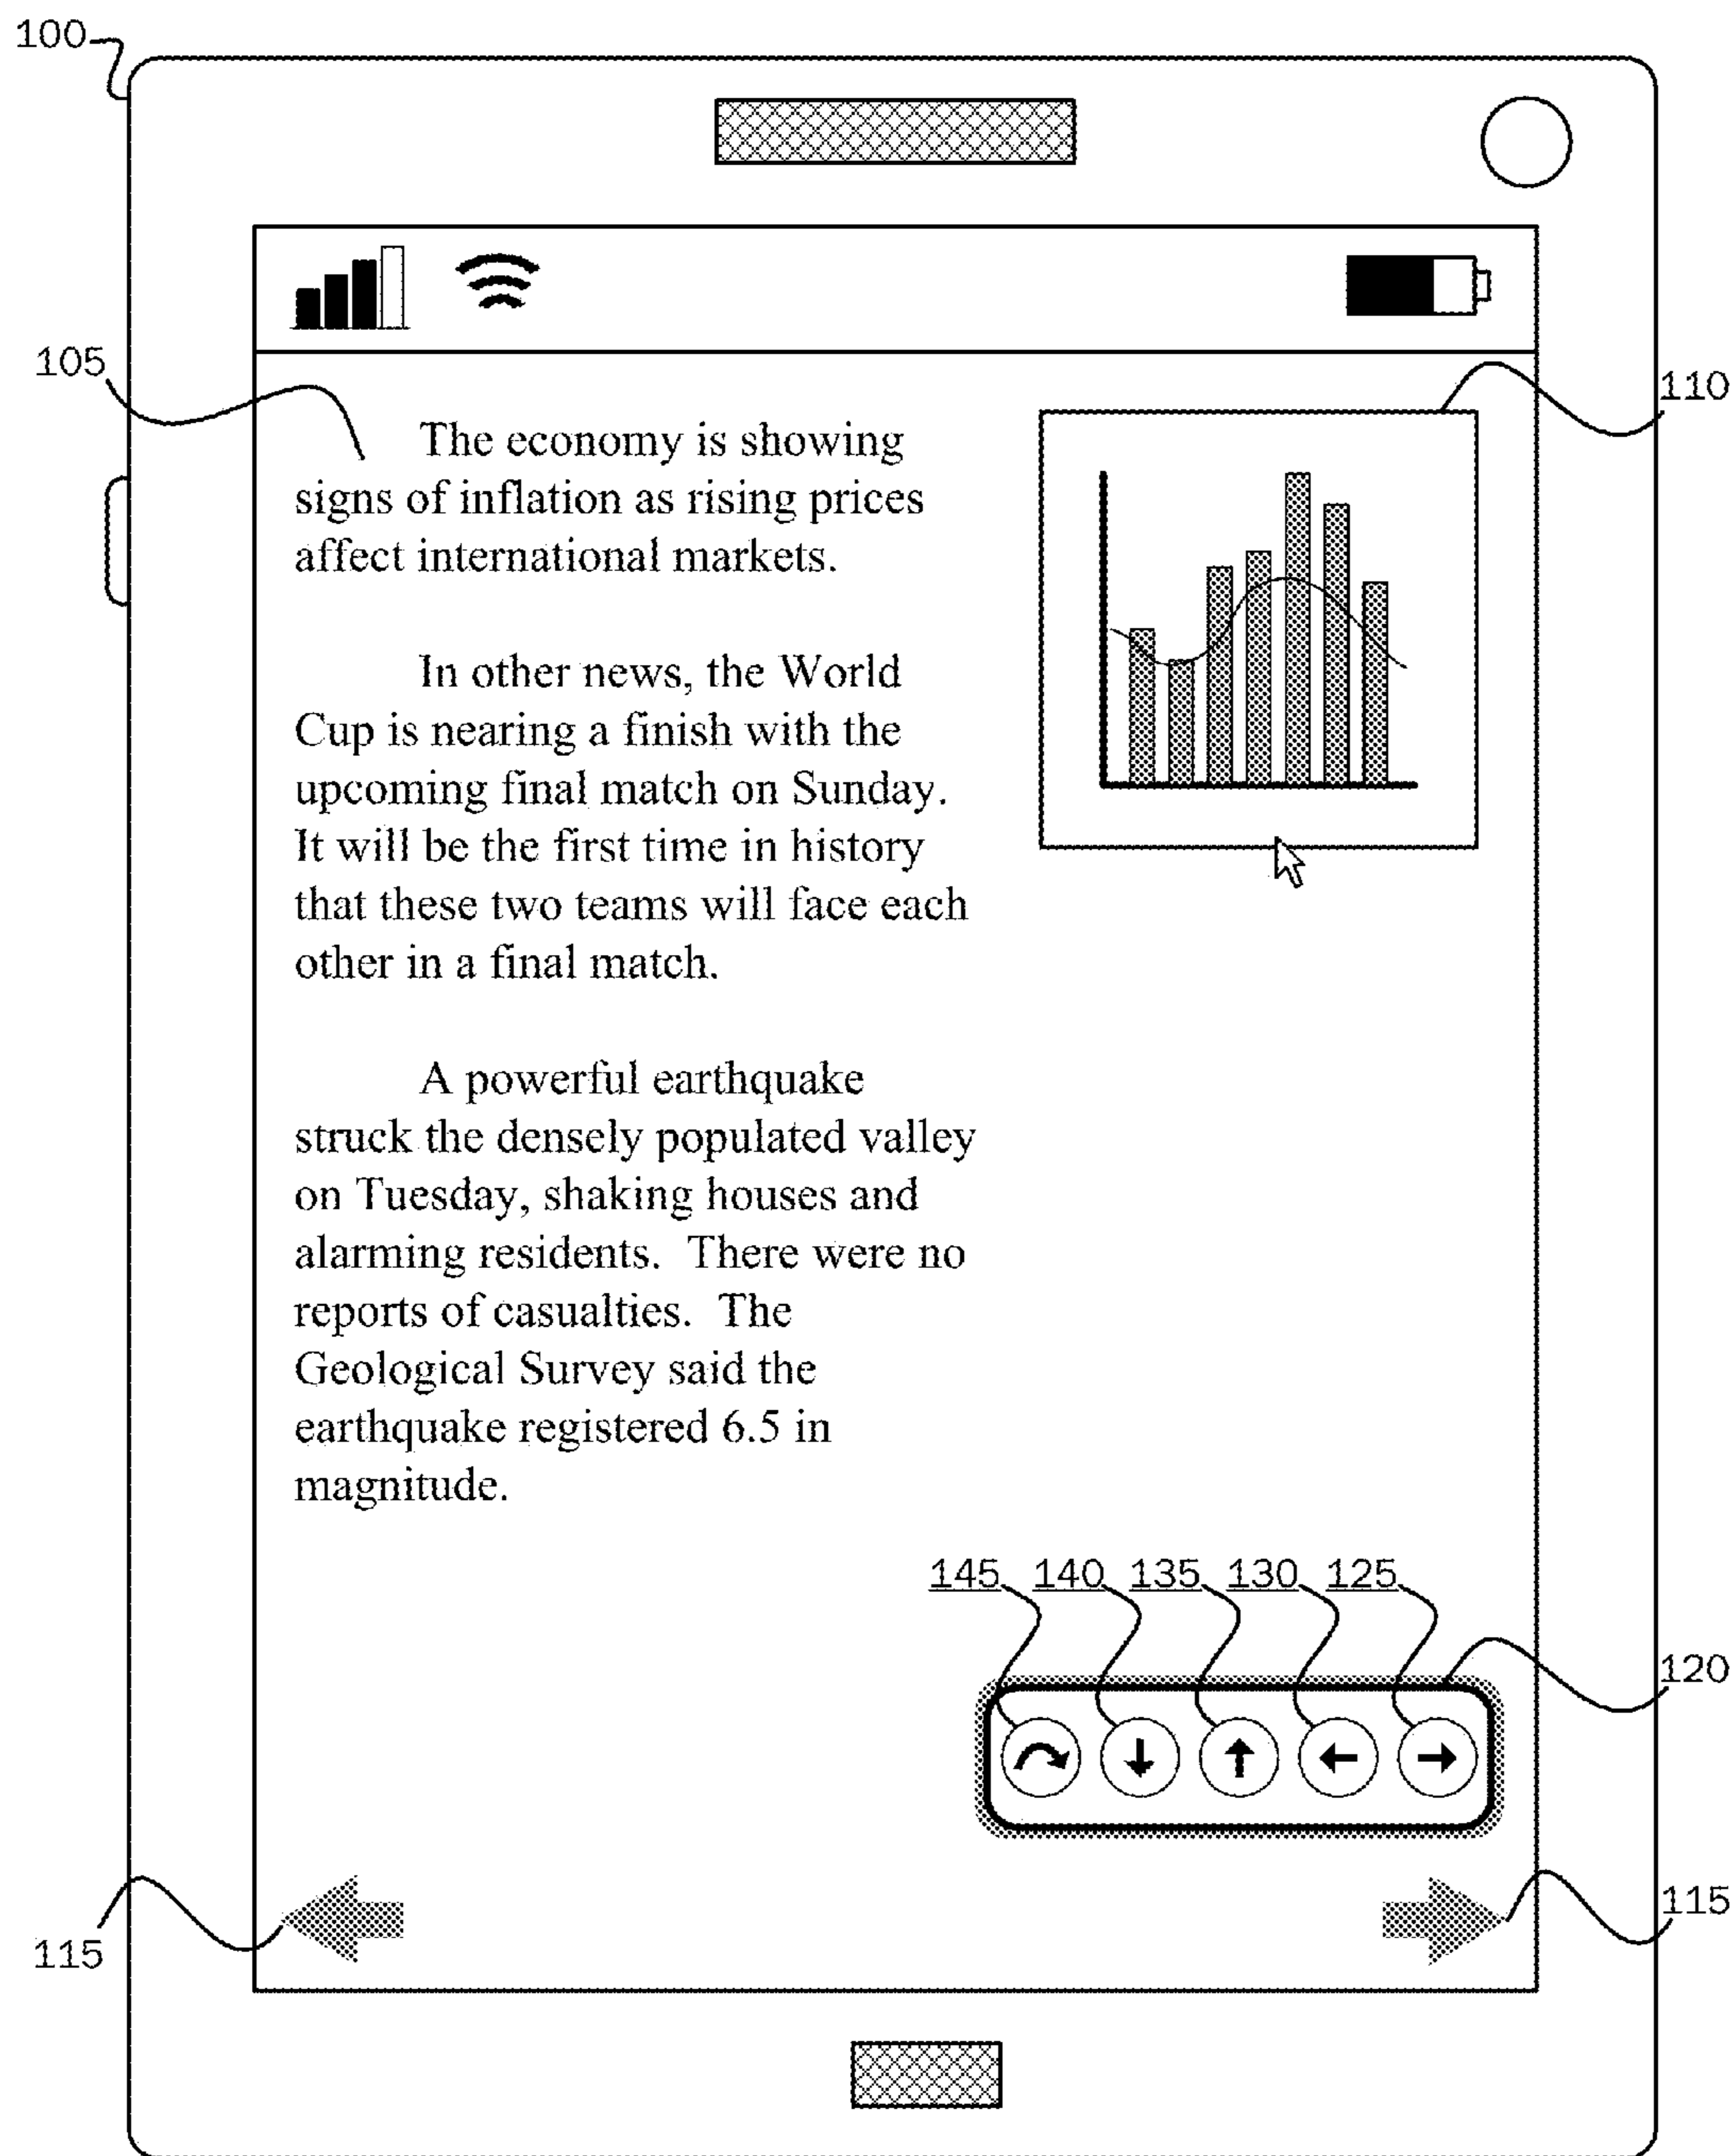 100
105
110
The economy is showing
signs of inflation as rising prices
affect international markets.
In other news, the World
Cup is nearing a finish with the
upcoming final match on Sunday.
It will be the first time in history
that these two teams will face each
other in a final match.
A powerful earthquake
struck the densely populated valley
on Tuesday, shaking houses and
alarming residents.  There were no
reports of casualties.  The
Geological Survey said the
earthquake registered 6.5 in
magnitude.
145 140 135 130 125
120
115
115